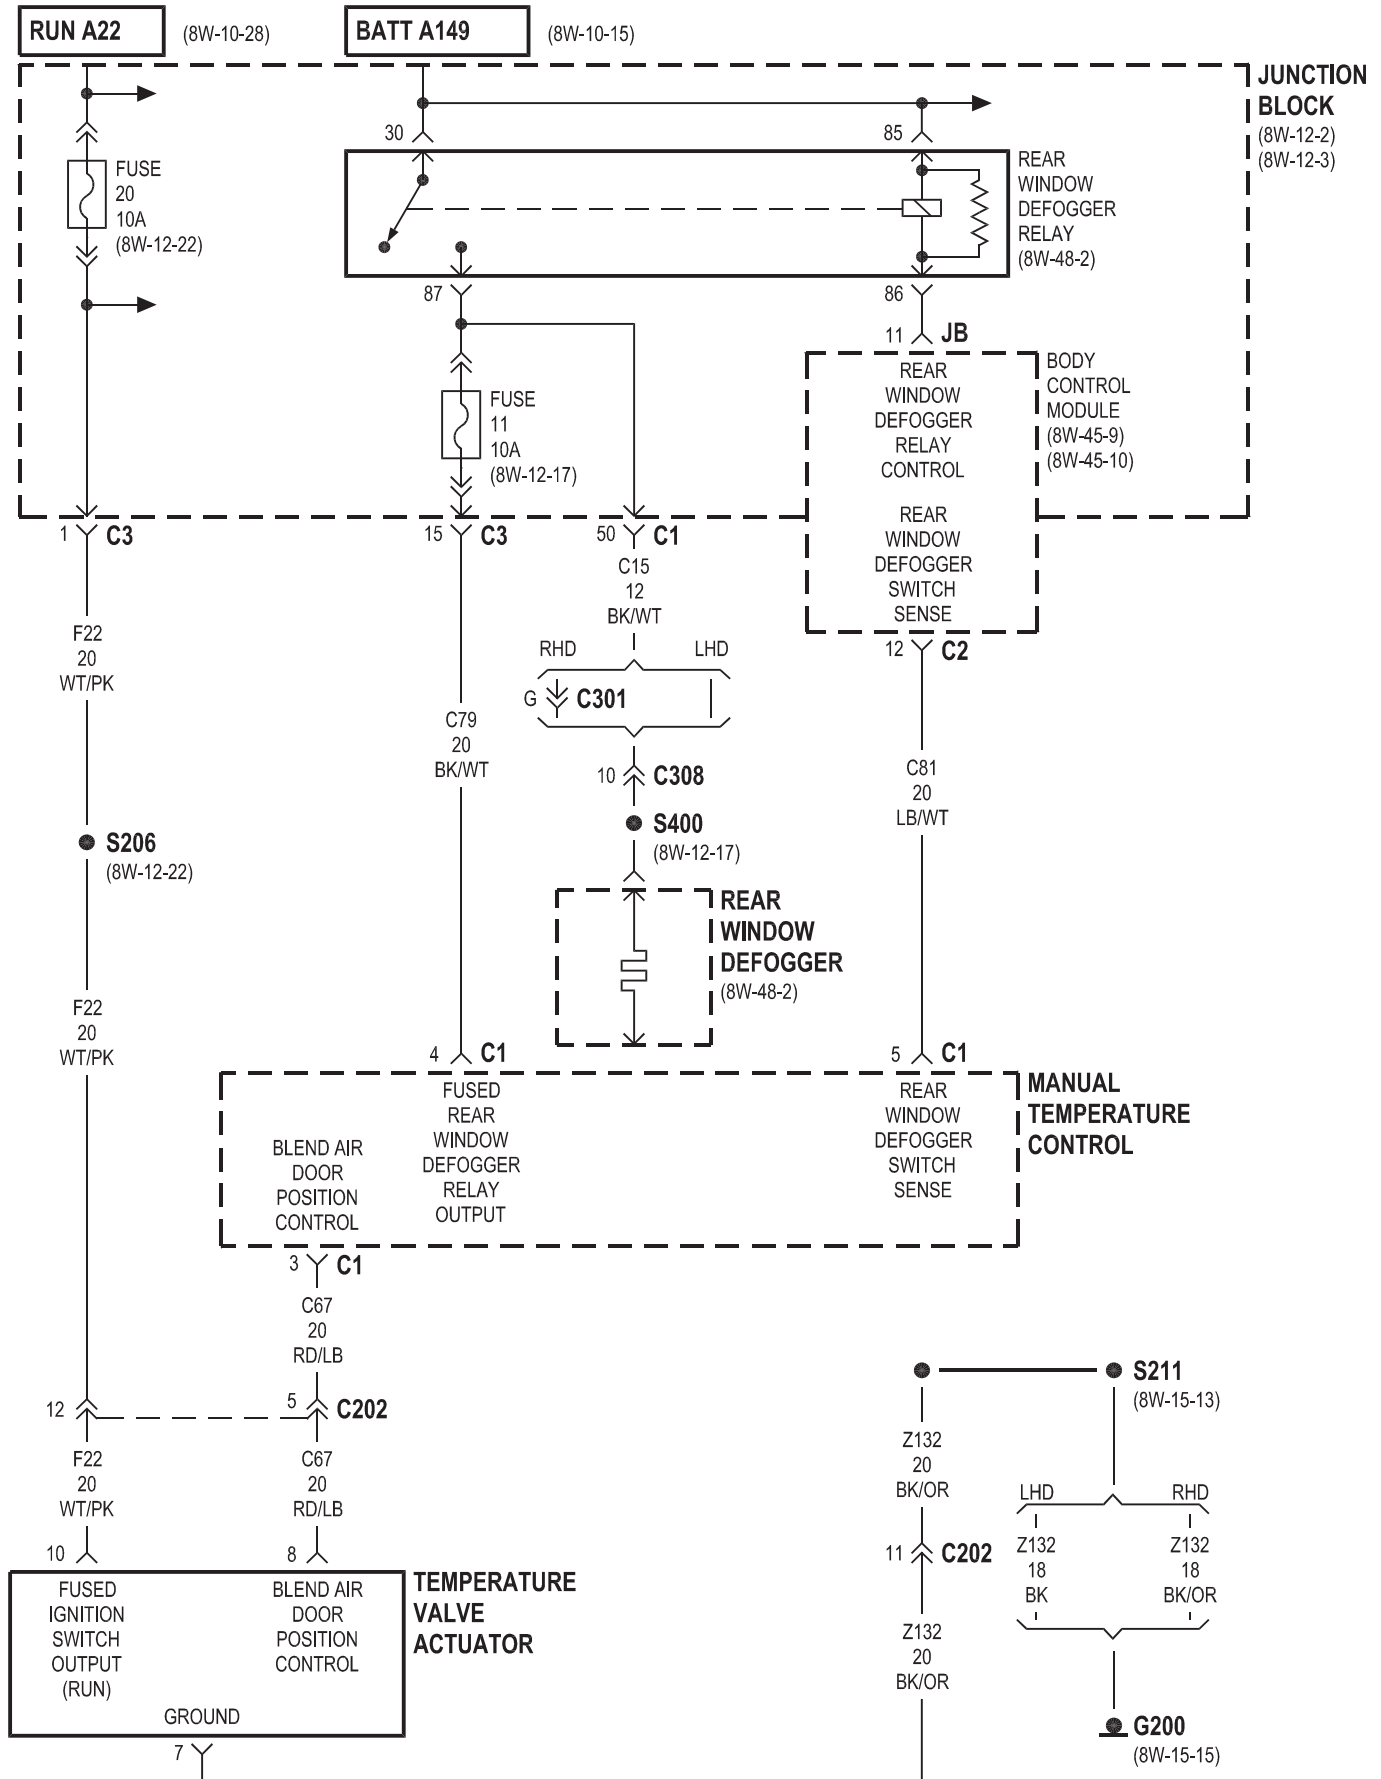 RUN A22 (8W-10-28)
BATT A149 (8W-10-15)
JUNCTION
BLOCK
(8W-12-2)
(8W-12-3)
30
85
FUSE
20
10A
(8W-12-22)
REAR
WINDOW
DEFOGGER
RELAY
(8W-48-2)
87
86
11 JB
FUSE
11
10A
(8W-12-17)
REAR
WINDOW
DEFOGGER
RELAY
CONTROL
REAR
WINDOW
DEFOGGER
SWITCH
SENSE
BODY
CONTROL
MODULE
(8W-45-9)
(8W-45-10)
1 C3
15 C3
50 C1
12 C2
F22
20
WT/PK
C15
12
BK/WT
RHD
LHD
G C301
C79
20
BK/WT
10 C308
S400
(8W-12-17)
C81
20
LB/WT
S206
(8W-12-22)
REAR
WINDOW
DEFOGGER
(8W-48-2)
F22
20
WT/PK
4 C1
5 C1
MANUAL
TEMPERATURE
CONTROL
BLEND AIR
DOOR
POSITION
CONTROL
FUSED
REAR
WINDOW
DEFOGGER
RELAY
OUTPUT
REAR
WINDOW
DEFOGGER
SWITCH
SENSE
3 C1
C67
20
RD/LB
12
5 C202
F22
20
WT/PK
C67
20
RD/LB
10
8
TEMPERATURE
VALVE
ACTUATOR
FUSED
IGNITION
SWITCH
OUTPUT
(RUN)
BLEND AIR
DOOR
POSITION
CONTROL
GROUND
7
S211
(8W-15-13)
Z132
20
BK/OR
11 C202
Z132
20
BK/OR
LHD
RHD
Z132
18
BK
Z132
18
BK/OR
G200
(8W-15-15)